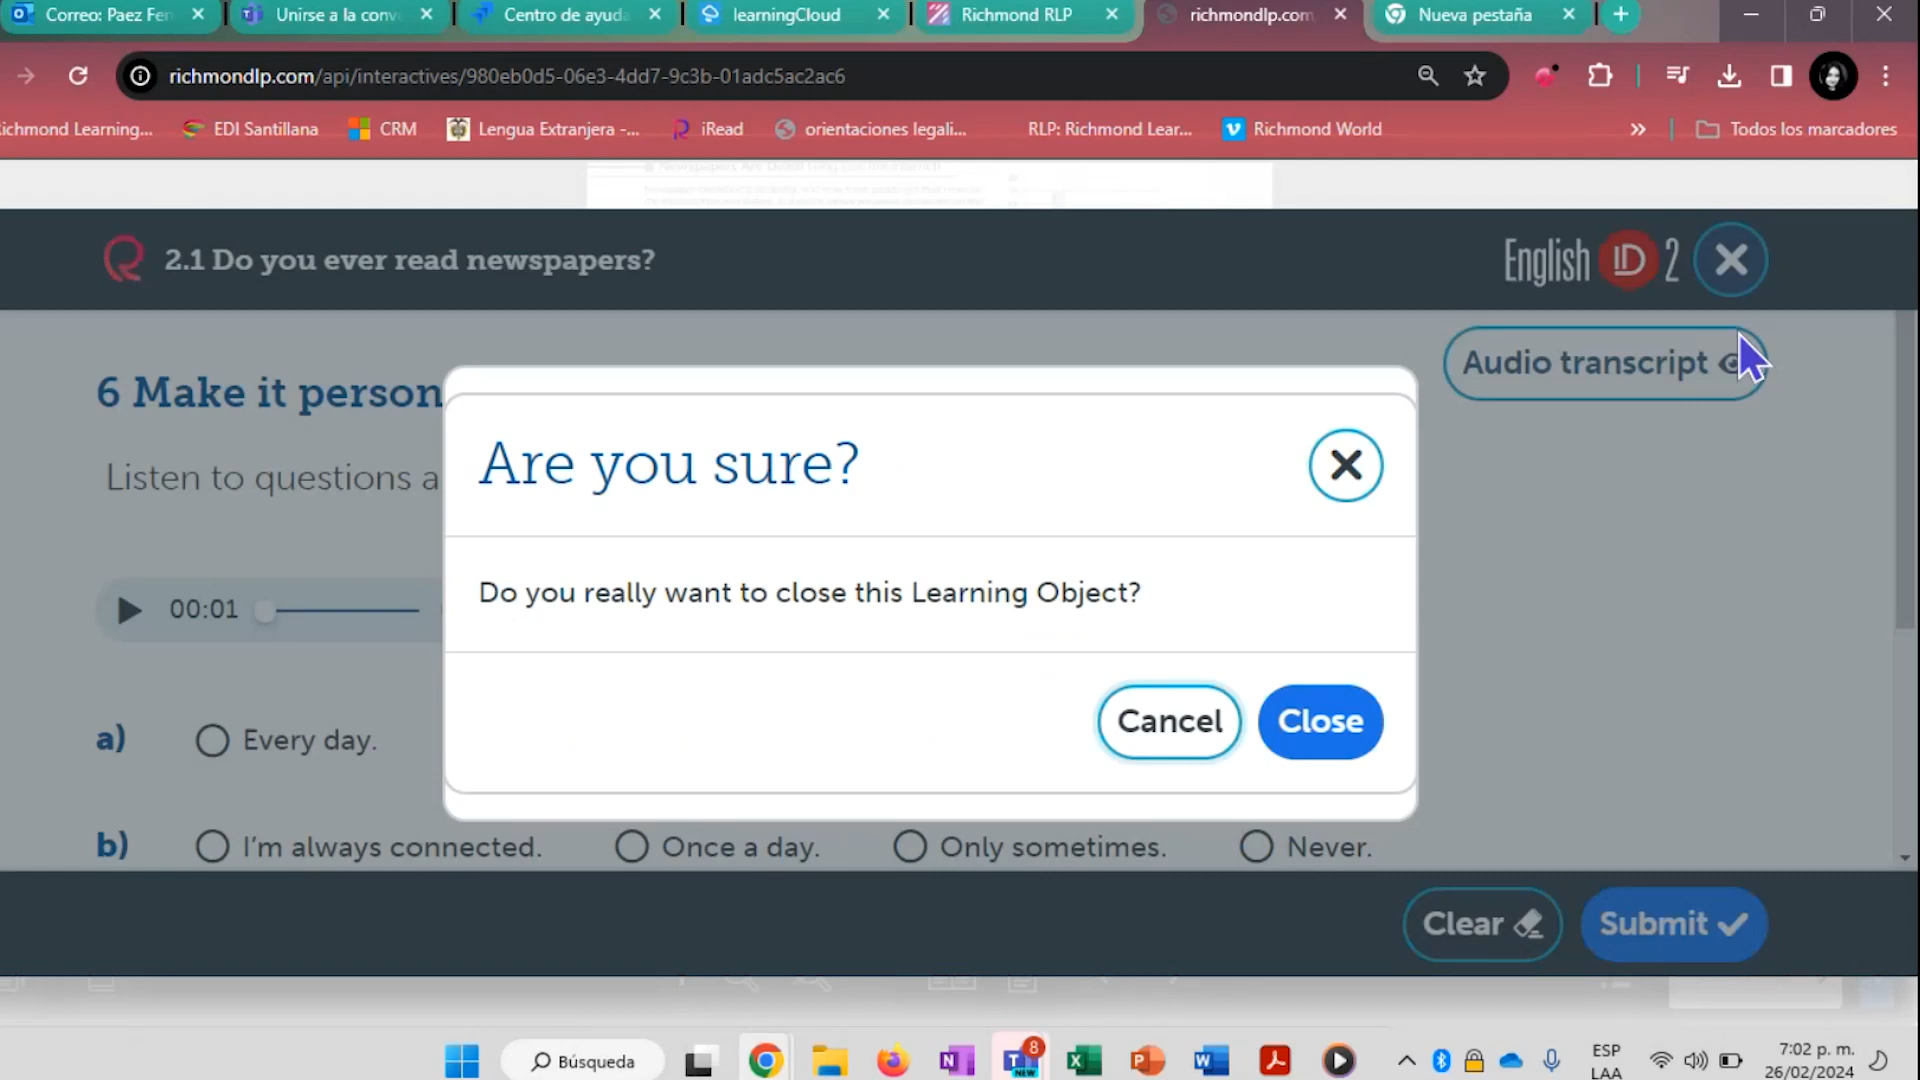 Correo: Paez Fer
Unirse a la conv
Centro de ayuda
learningCloud
Richmond RLP
richmondlp.com
Nueva pestaña
richmondlp.com/api/interactives/980eb0d5-06e3-4dd7-9c3b-01adc5ac2ac6
ichmond Learning...
EDI Santillana
CRM
Lengua Extranjera -...
iRead
orientaciones legali...
RLP: Richmond Lear...
Richmond World
Todos los marcadores
2.1 Do you ever read newspapers?
English ID 2
Audio transcript
6 Make it person
Listen to questions a
Are you sure?
Do you really want to close this Learning Object?
00:01
Cancel
Close
a)
Every day.
b)
I'm always connected.
Once a day.
Only sometimes.
Never.
Clear
Submit
Búsqueda
8
NEW
ESP
LAA
7:02 p. m.
26/02/2024